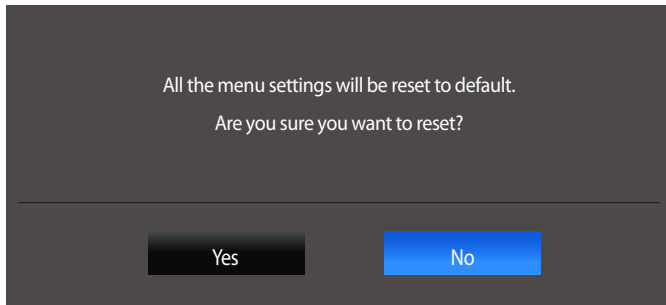 All the menu settings will be reset to default.
Are you sure you want to reset?
Yes
No